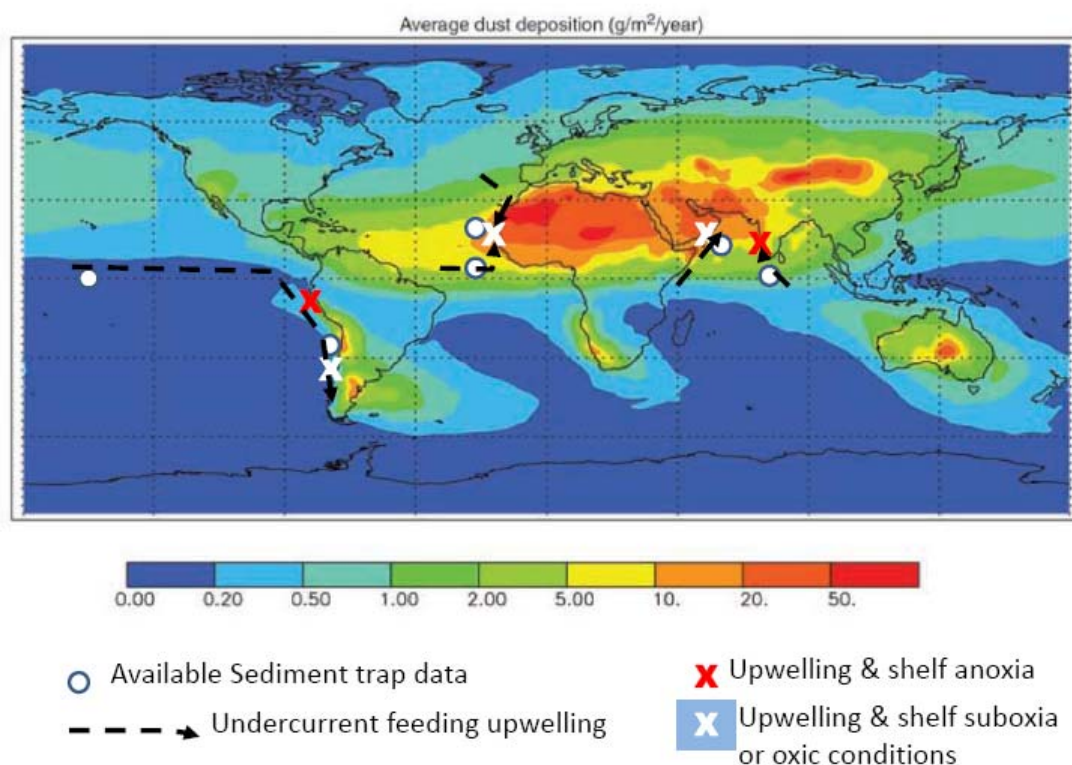 Average dust deposition (g/m²/year)
0.00 0.20 0.50 1.00 2.00 5.00 10. 20. 50.
Available Sediment trap data
Undercurrent feeding upwelling
X Upwelling & shelf anoxia
X Upwelling & shelf suboxia
or oxic conditions